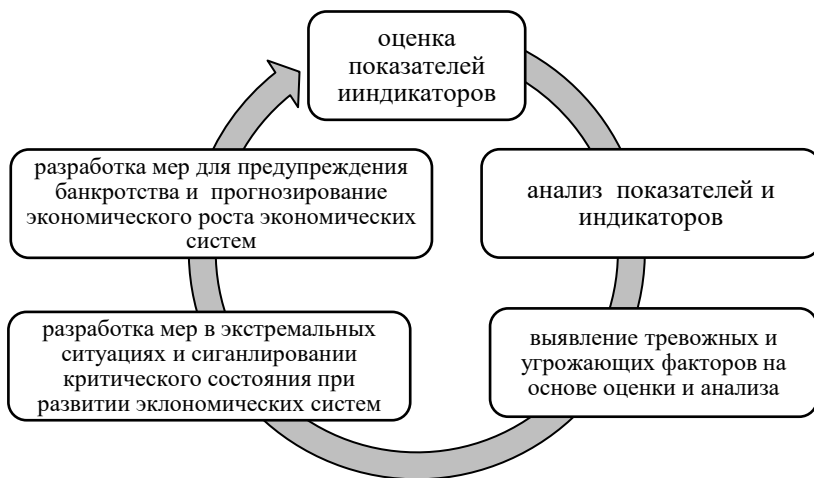 оценка
показателей
ииндикаторов
анализ показателей и
индикаторов
выявление тревожных и
угрожающих факторов на
основе оценки и анализа
разработка мер в экстремальных
ситуациях и сиганлировании
критического состояния при
развитии эклономических систем
разработка мер для предупреждения
банкротства и прогнозирование
экономического роста экономических
систем